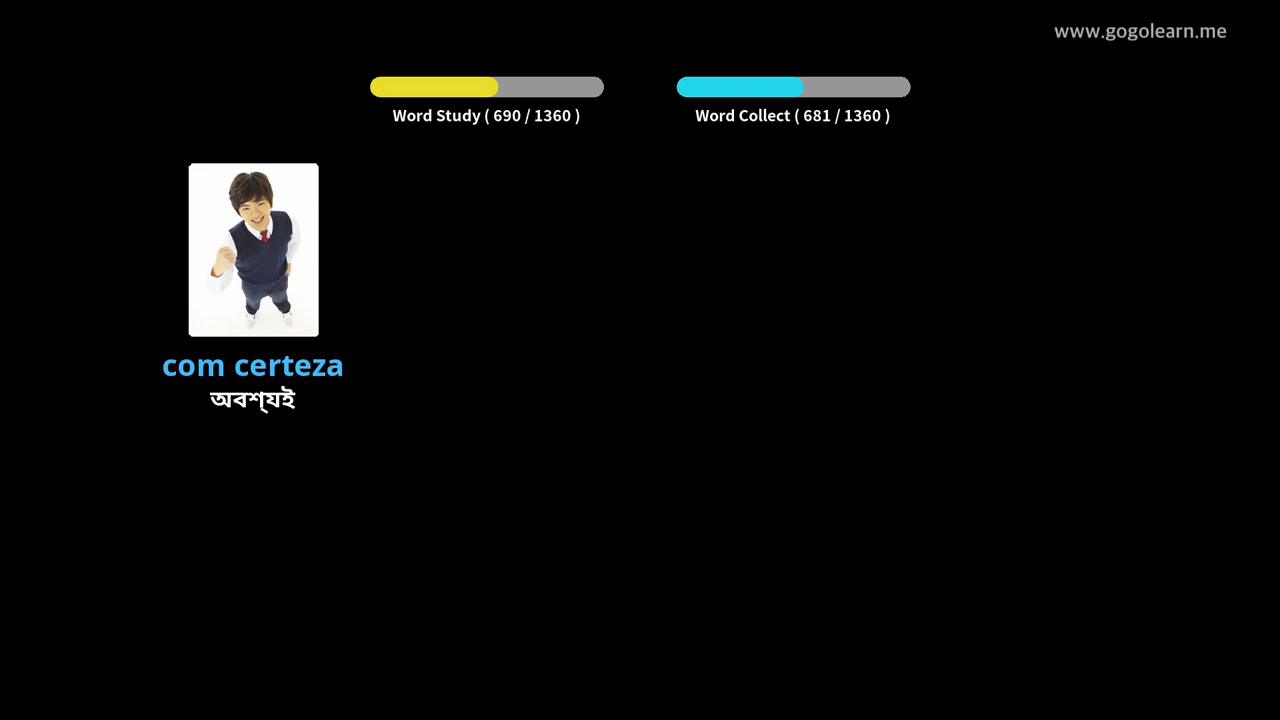 www.gogolearn.me
Word Study ( 690 / 1360 )
Word Collect ( 681 / 1360 )
com certeza
অবশ্যই